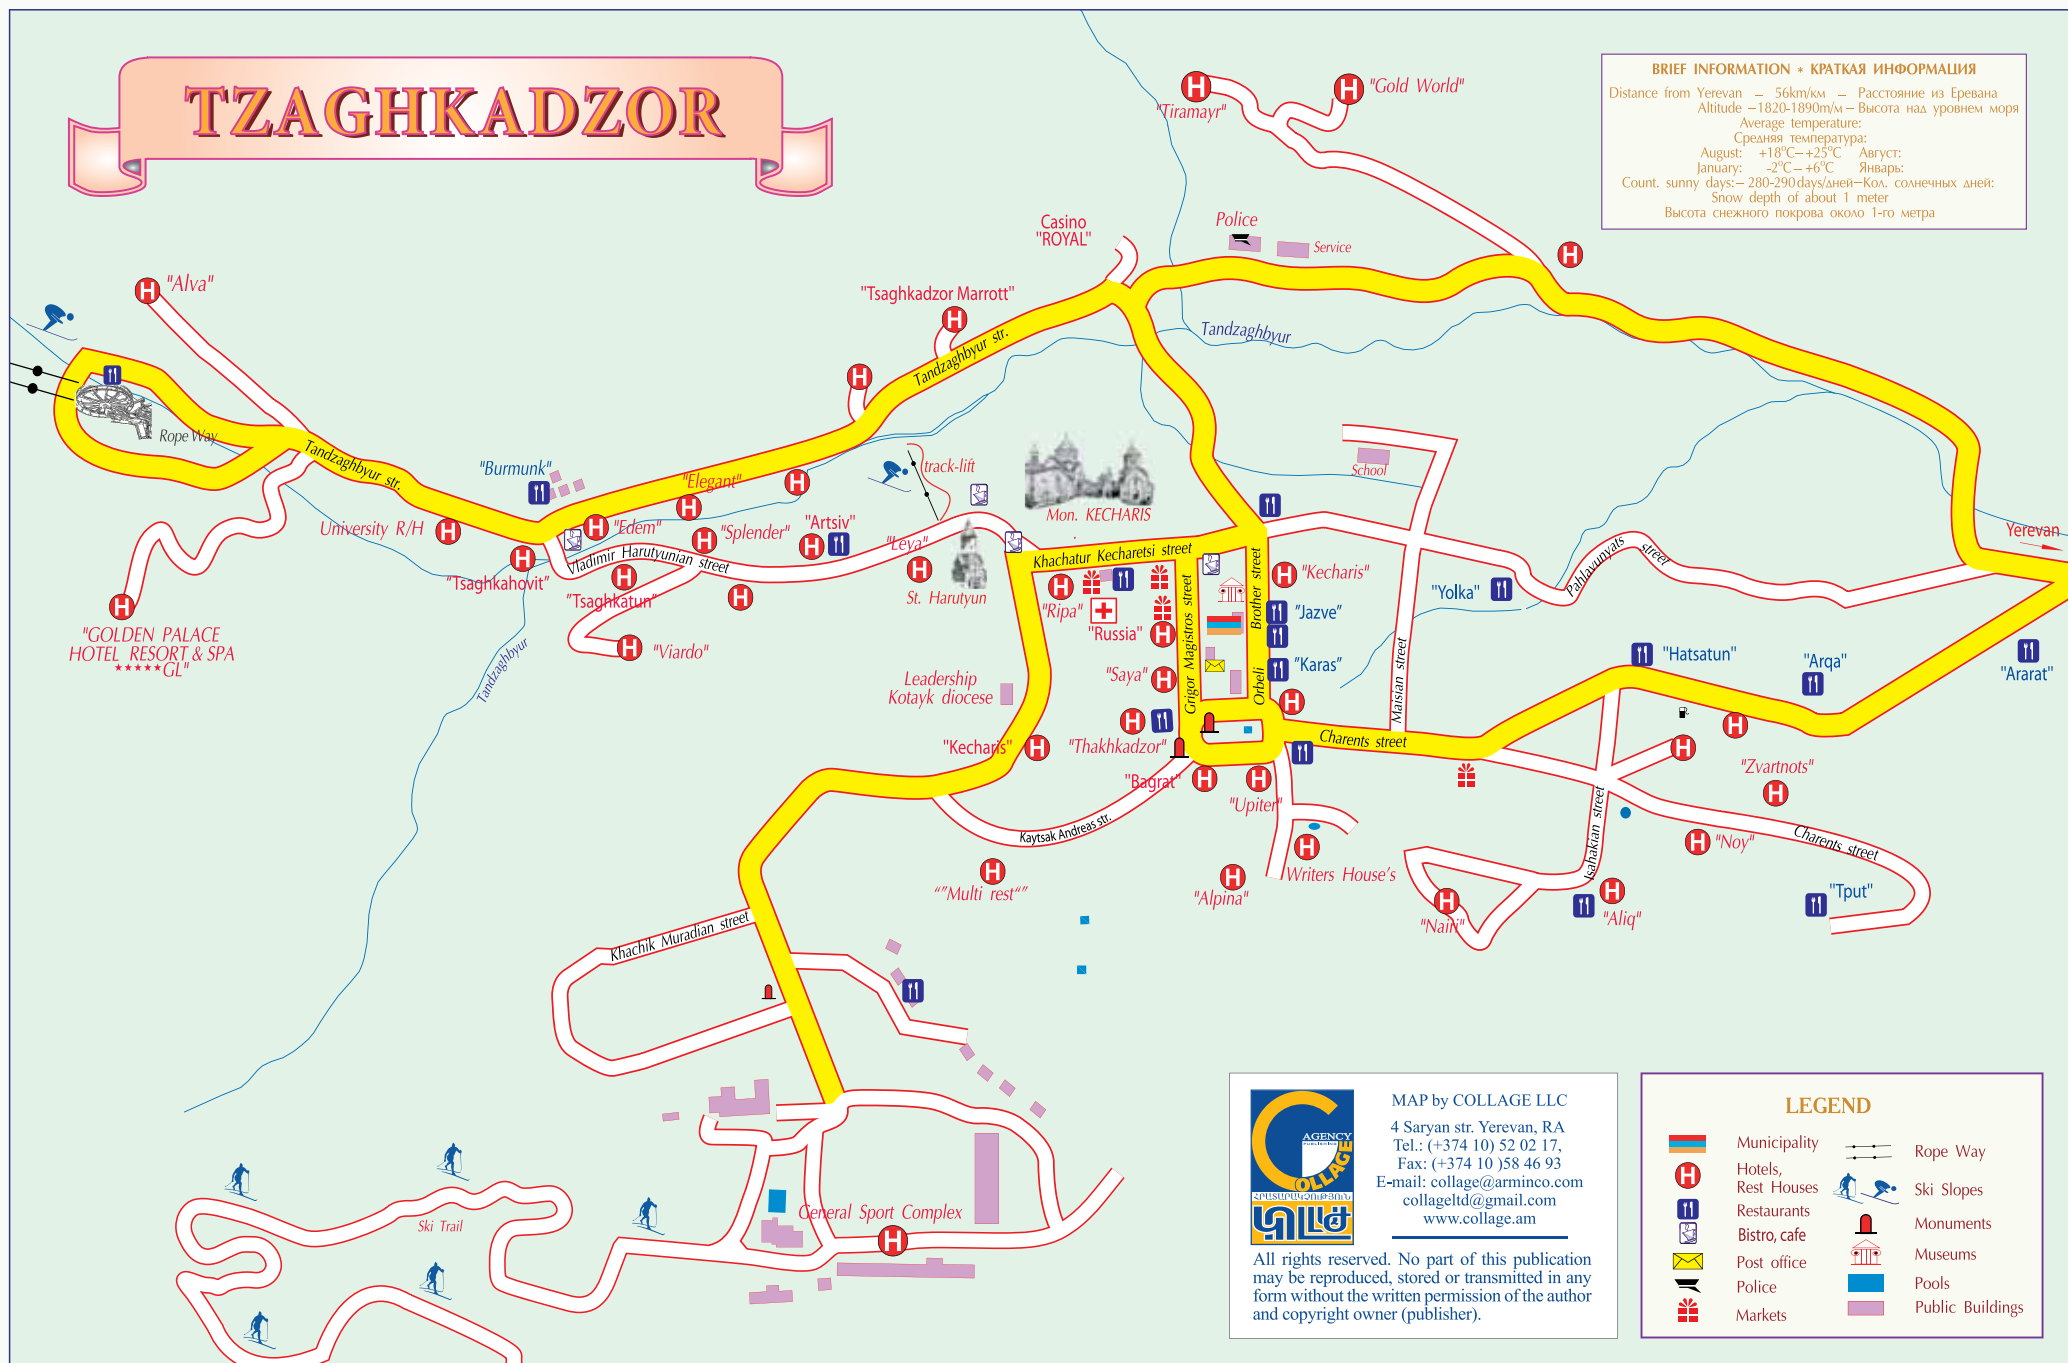 TZAGHKADZOR
BRIEF INFORMATION * КРАТКАЯ ИНФОРМАЦИЯ
Distance from Yerevan – 56km/км – Расстояние из Еревана
Altitude –1820-1890m/м – Высота над уровнем моря
Average temperature:
Средняя температура:
August: +18°C – +25°C Август:
January: -2°C – +6°C Январь:
Count. sunny days: – 280-290 days/дней – Кол. солнечных дней:
Snow depth of about 1 meter
Высота снежного покрова около 1-го метра
"Tiramayr"
"Gold World"
Casino
"ROYAL"
Police
Service
"Alva"
"Tsaghkadzor Marrott"
Tandzaghbyur str.
Tandzaghbyur
Rope Way
Tandzaghbyur str.
"Burmunk"
"Elegant"
track-lift
Mon. KECHARIS
School
University R/H
"Edem"
"Splender"
"Artsiv"
"Leva"
Yerevan
"Tsaghkahovit"
Vladimir Harutyunian street
"Tsaghkatun"
St. Harutyun
Khachatur Kecharetsi street
Pahlavunyats street
"Ripa"
"Russia"
Grigor Magistros street
Orbeli Brother street
"Kecharis"
"Jazve"
"Karas"
"Yolka"
Maisian street
"GOLDEN PALACE
HOTEL RESORT & SPA
★★★★★GL"
"Viardo"
Tandzaghbyur
Leadership
Kotayk diocese
"Saya"
"Hatsatun"
"Arqa"
"Ararat"
"Kecharis"
"Thakhkadzor"
"Bagrat"
"Upiter"
Charents street
"Zvartnots"
Kaytsak Andreas str.
Isahakian street
"Noy"
Charents street
“”Multi rest“”
"Alpina"
Writers House's
"Nairi"
"Aliq"
"Tput"
Khachik Muradian street
Ski Trail
General Sport Complex
AGENCY
PUBLISHING
COLLAGE
ՀՐԱՏԱՐԱԿՉՈՒԹՅՈՒՆ
ԿՈԼԼԱԺ
MAP by COLLAGE LLC
4 Saryan str. Yerevan, RA
Tel.: (+374 10) 52 02 17,
Fax: (+374 10 )58 46 93
E-mail: collage@arminco.com
collageltd@gmail.com
www.collage.am
All rights reserved. No part of this publication
may be reproduced, stored or transmitted in any
form without the written permission of the author
and copyright owner (publisher).
LEGEND
Municipality
Hotels,
Rest Houses
Restaurants
Bistro, cafe
Post office
Police
Markets
Rope Way
Ski Slopes
Monuments
Museums
Pools
Public Buildings